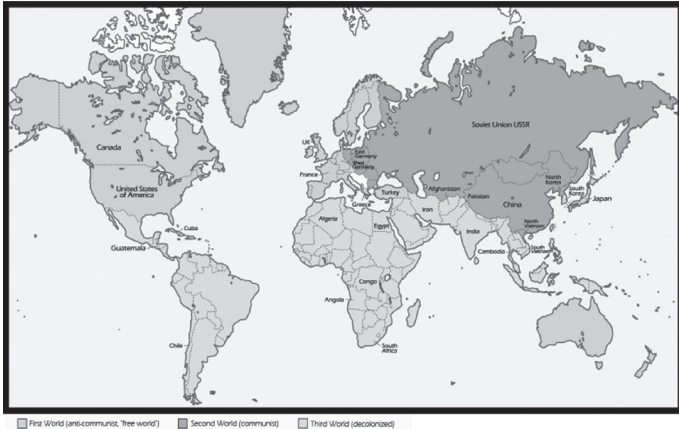 Soviet Union USSR
Canada
UK
East
Germany
West
Germany
France
North
Korea
United States
of America
Turkey
Afghanistan
South
Korea
Japan
Pakistan
China
Greece
Iran
Algeria
Egypt
North
Vietnam
Cuba
India
Guatemala
Cambodia
South
Vietnam
Congo
Angola
Chile
South
Africa
First World (anti-communist, "free world")
Second World (communist)
Third World (decolonized)